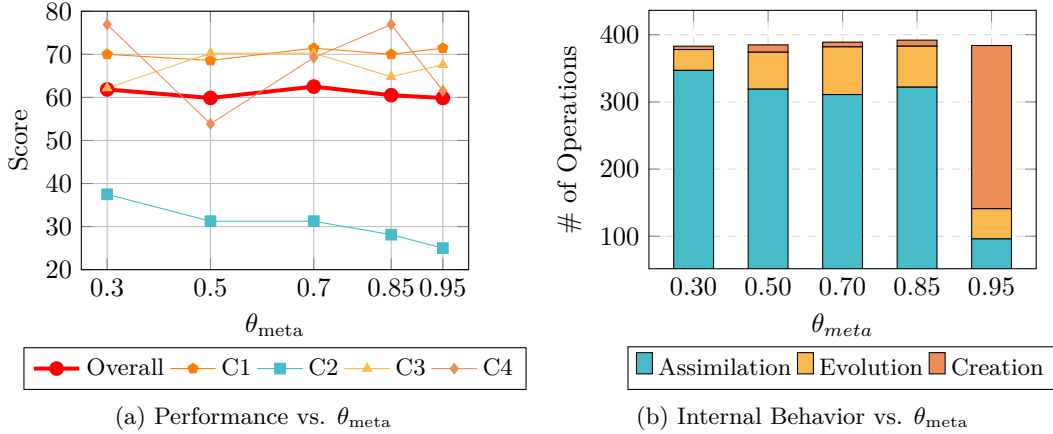 80
70
60
50
40
30
20
Score
0.3 0.5 0.7 0.85 0.95
θmeta
Overall C1 C2 C3 C4
(a) Performance vs. θmeta
400
300
200
100
# of Operations
0.30 0.50 0.70 0.85 0.95
θmeta
Assimilation Evolution Creation
(b) Internal Behavior vs. θmeta